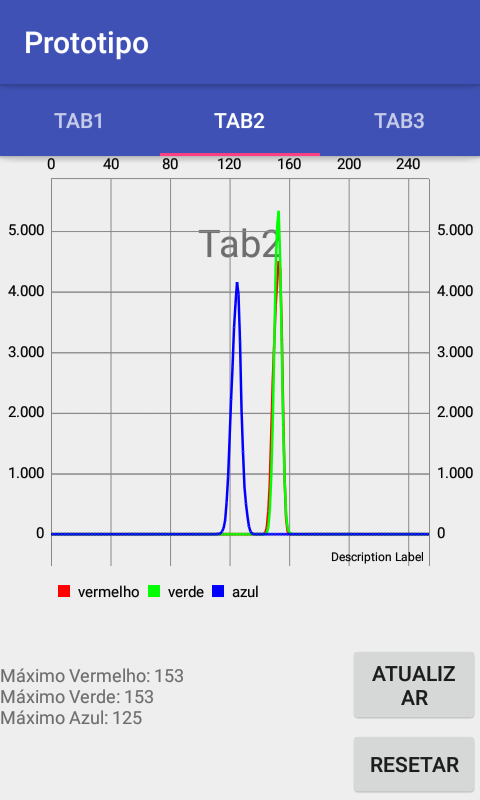 Prototipo
TAB1 TAB2 TAB3
0 40 80 120 160 200 240
5.000 5.000
Tab2
4.000 4.000
3.000 3.000
2.000 2.000
1.000 1.000
0 0
Description Label
vermelho verde azul
Máximo Vermelho: 153
Máximo Verde: 153
Máximo Azul: 125
ATUALIZ
AR
RESETAR